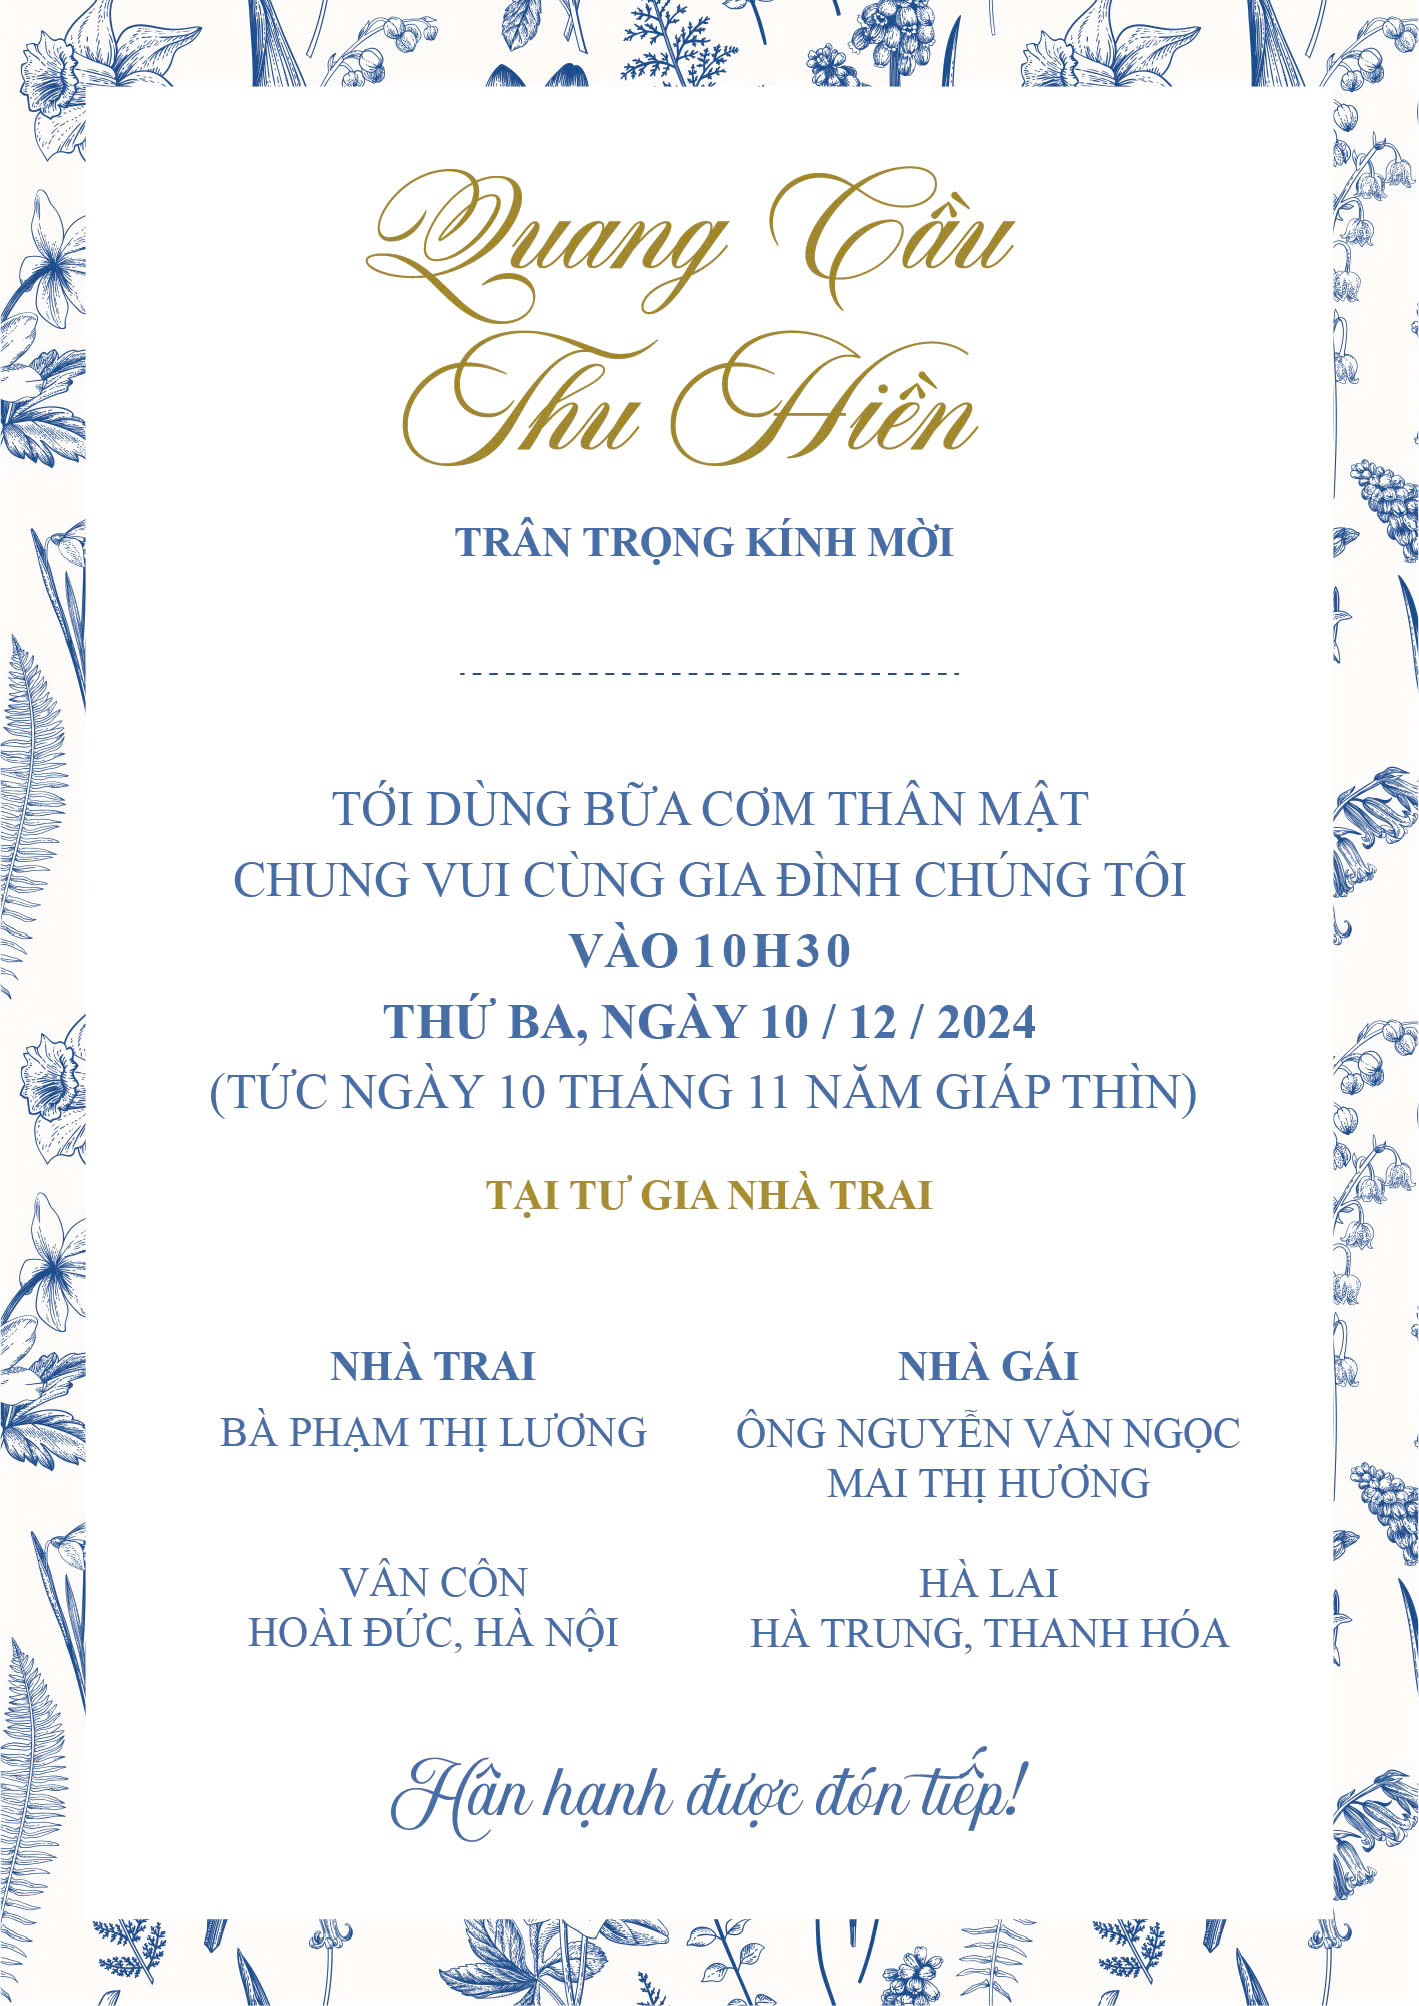 Quang Cầu
Thu Hiền
TRÂN TRỌNG KÍNH MỜI
TỚI DÙNG BỮA CƠM THÂN MẬT
CHUNG VUI CÙNG GIA ĐÌNH CHÚNG TÔI
VÀO 10H30
THỨ BA, NGÀY 10 / 12 / 2024
(TỨC NGÀY 10 THÁNG 11 NĂM GIÁP THÌN)
TẠI TƯ GIA NHÀ TRAI
NHÀ TRAI
BÀ PHẠM THỊ LƯƠNG
VÂN CÔN
HOÀI ĐỨC, HÀ NỘI
NHÀ GÁI
ÔNG NGUYỄN VĂN NGỌC
MAI THỊ HƯƠNG
HÀ LAI
HÀ TRUNG, THANH HÓA
Hân hạnh được đón tiếp!